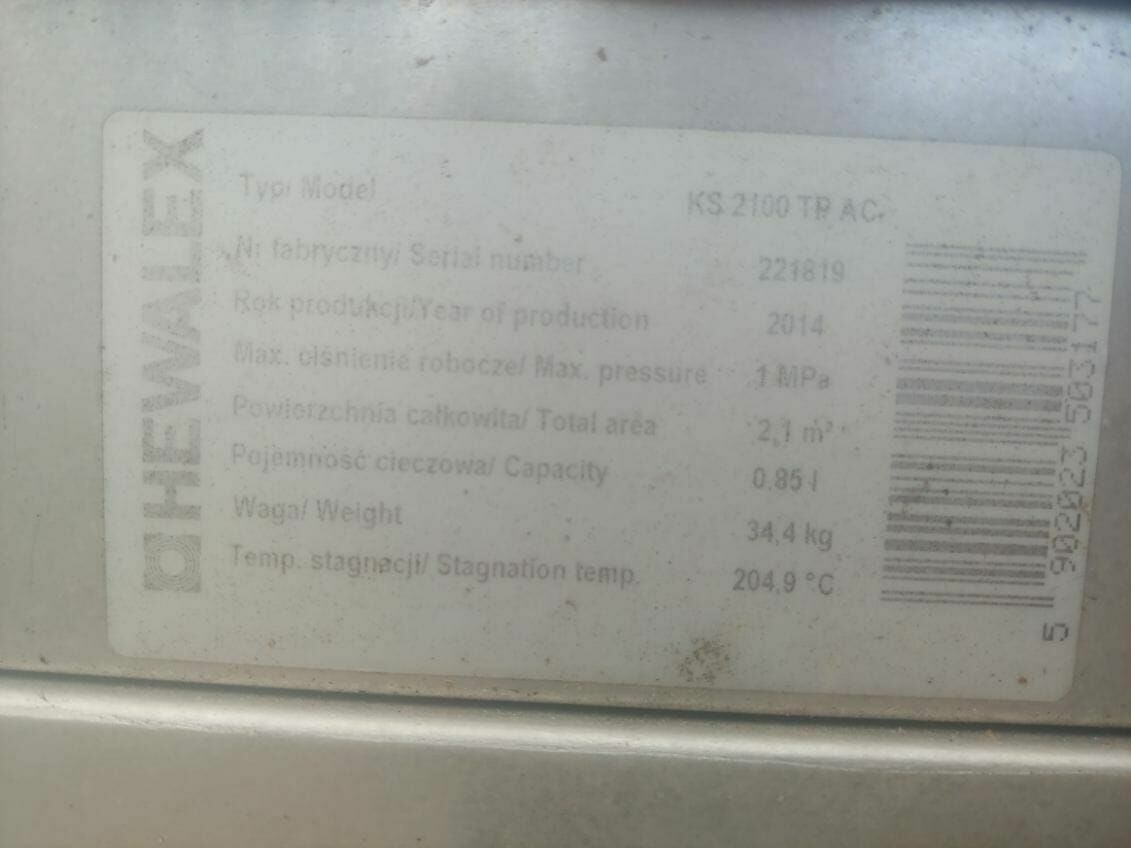 HEWALEX
Typ/ Model KS 2100 TP AC
Nr fabryczny/ Serial number 221819
Rok produkcji/Year of production 2014
Max. ciśnienie robocze/ Max. pressure 1 MPa
Powierzchnia całkowita/ Total area 2,1 m²
Pojemność cieczowa/ Capacity 0,85 l
Waga/ Weight 34,4 kg
Temp. stagnacji/ Stagnation temp. 204,9 °C
5 902023 503177